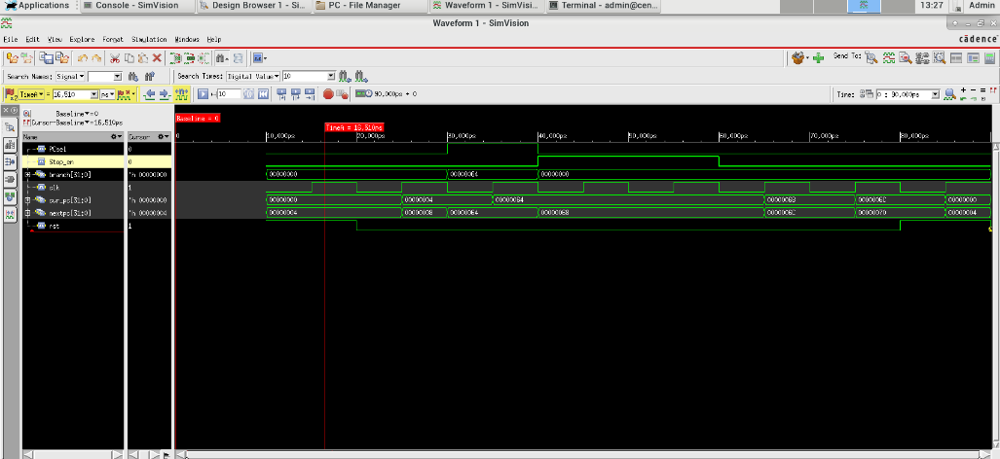 Applications Console - SimVision Design Browser 1 - Si... PC - File Manager Waveform 1 - SimVisi... Terminal - admin@cen... 13:27 Admin
Waveform 1 - SimVision
File Edit View Explore Format Simulation Windows Help cādence
Send To:
Search Names: Signal Search Times: Digital Value 10
TimeA = 16,510 ps 10 90,000ps + 0 Time: 0 : 90,000ps
Baseline = 0
Cursor-Baseline = 16,510ps
Baseline = 0
TimeA = 16,510ps
Name Cursor 0 10,000ps 20,000ps 30,000ps 40,000ps 50,000ps 60,000ps 70,000ps 80,000ps
PCsel 0
Stop_en 0
branch[31:0] 'h 00000000 00000000 00000064 00000000
clk 1
cur_pc[31:0] 'h 00000000 00000000 00000004 00000064 00000068 0000006C 00000000
nextpc[31:0] 'h 00000004 00000004 00000008 00000064 00000068 0000006C 00000070 00000004
rst 1